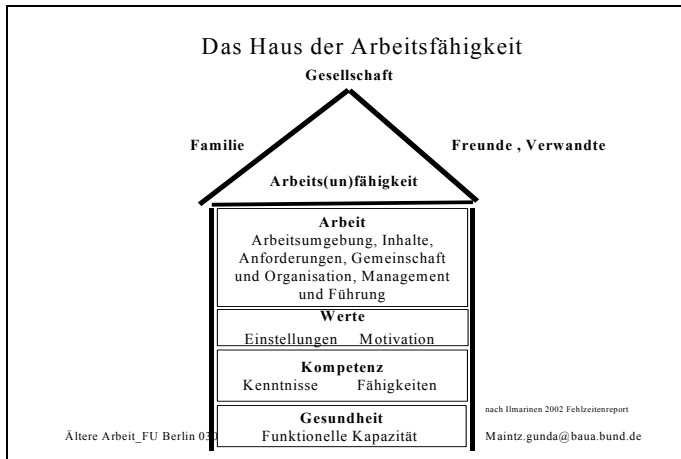 Das Haus der Arbeitsfähigkeit
Gesellschaft
Familie
Freunde , Verwandte
Arbeits(un)fähigkeit
Arbeit
Arbeitsumgebung, Inhalte,
Anforderungen, Gemeinschaft
und Organisation, Management
und Führung
Werte
Einstellungen Motivation
Kompetenz
Kenntnisse Fähigkeiten
Gesundheit
Funktionelle Kapazität
nach Ilmarinen 2002 Fehlzeitenreport
Ältere Arbeit_FU Berlin
Maintz.gunda@baua.bund.de